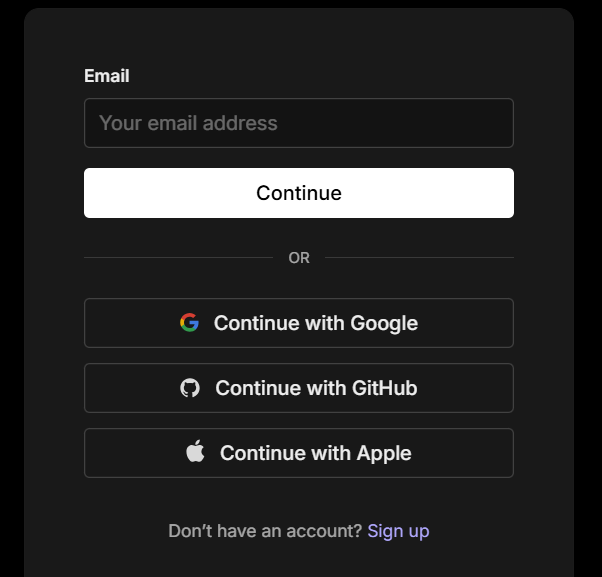 Email
Your email address
Continue
OR
Continue with Google
Continue with GitHub
Continue with Apple
Don’t have an account? Sign up